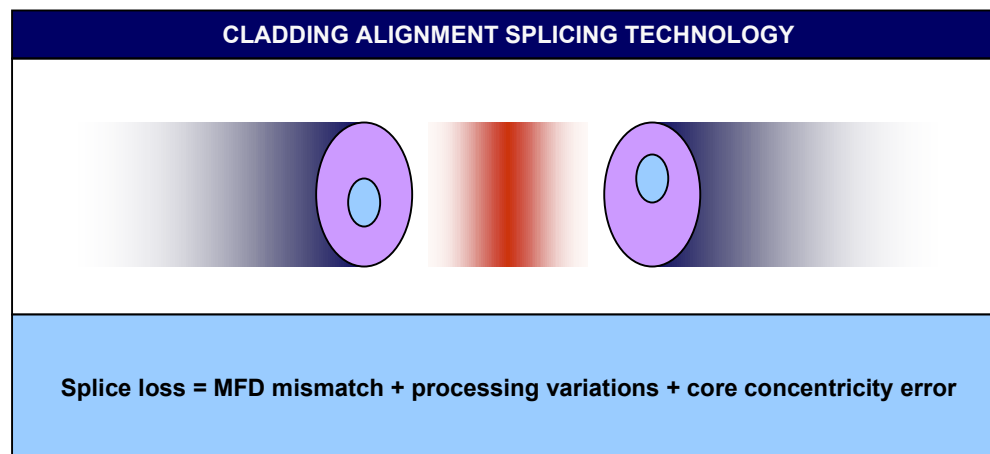 CLADDING ALIGNMENT SPLICING TECHNOLOGY
Splice loss = MFD mismatch + processing variations + core concentricity error